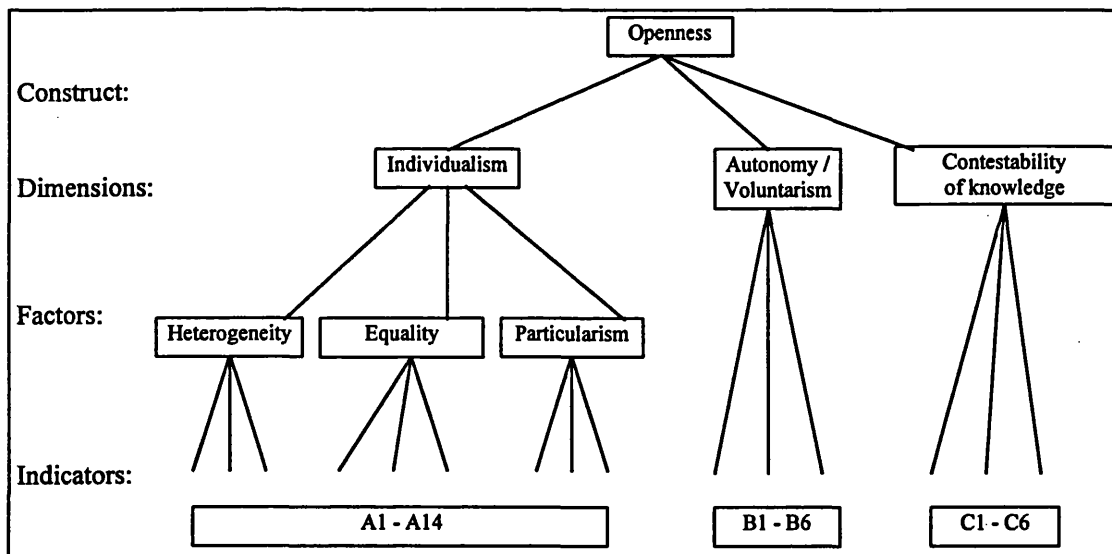 Openness
Construct:
Individualism
Autonomy /
Voluntarism
Contestability
of knowledge
Dimensions:
Factors:
Heterogeneity
Equality
Particularism
Indicators:
A1 - A14
B1 - B6
C1 - C6